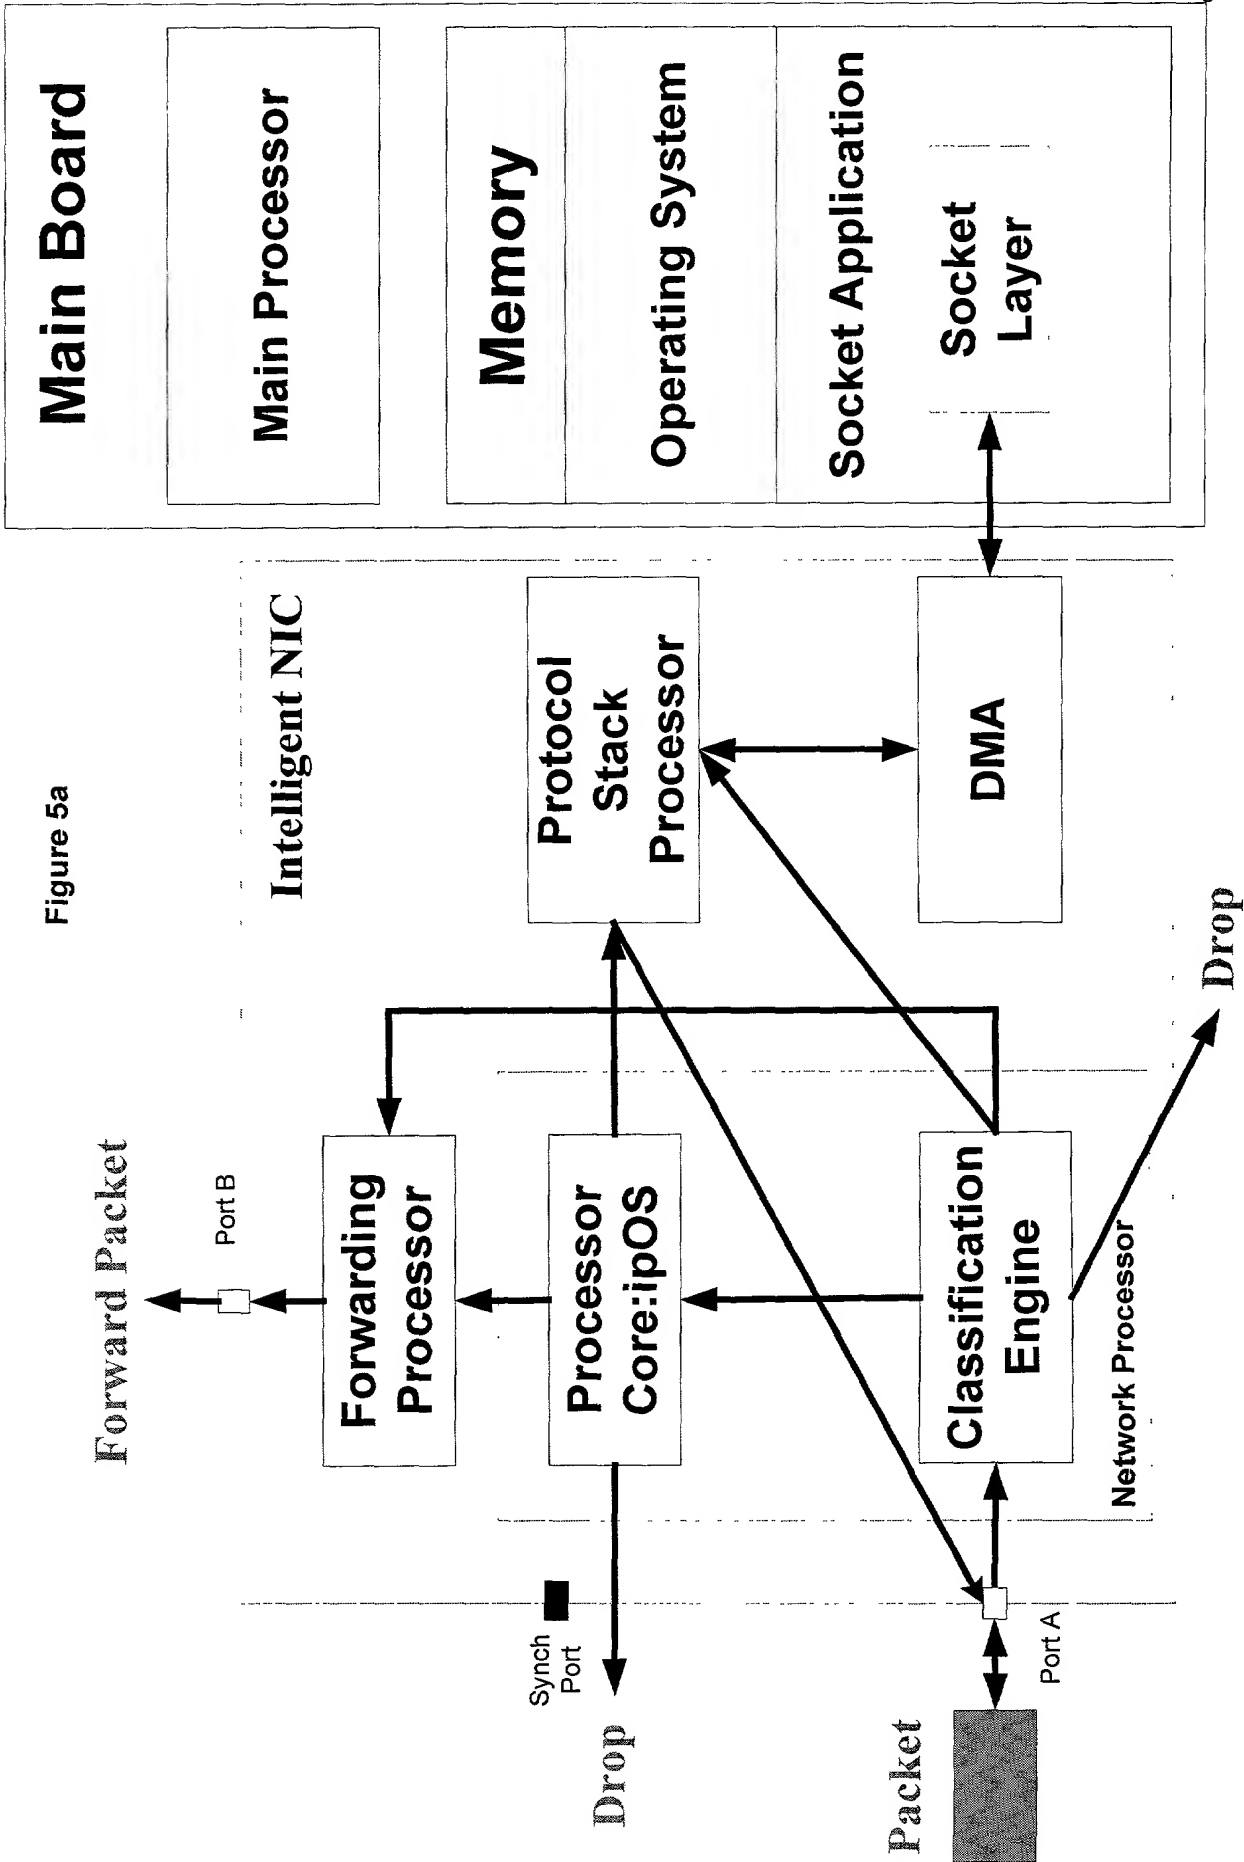 Figure 5a
Main Board
Main Processor
Memory
Operating System
Socket Application
Socket
Layer
Intelligent NIC
Protocol
Stack
Processor
DMA
Forward Packet
Port B
Forwarding
Processor
Processor
Core:ipOS
Classification
Engine
Network Processor
Drop
Synch
Port
Drop
Port A
Packet